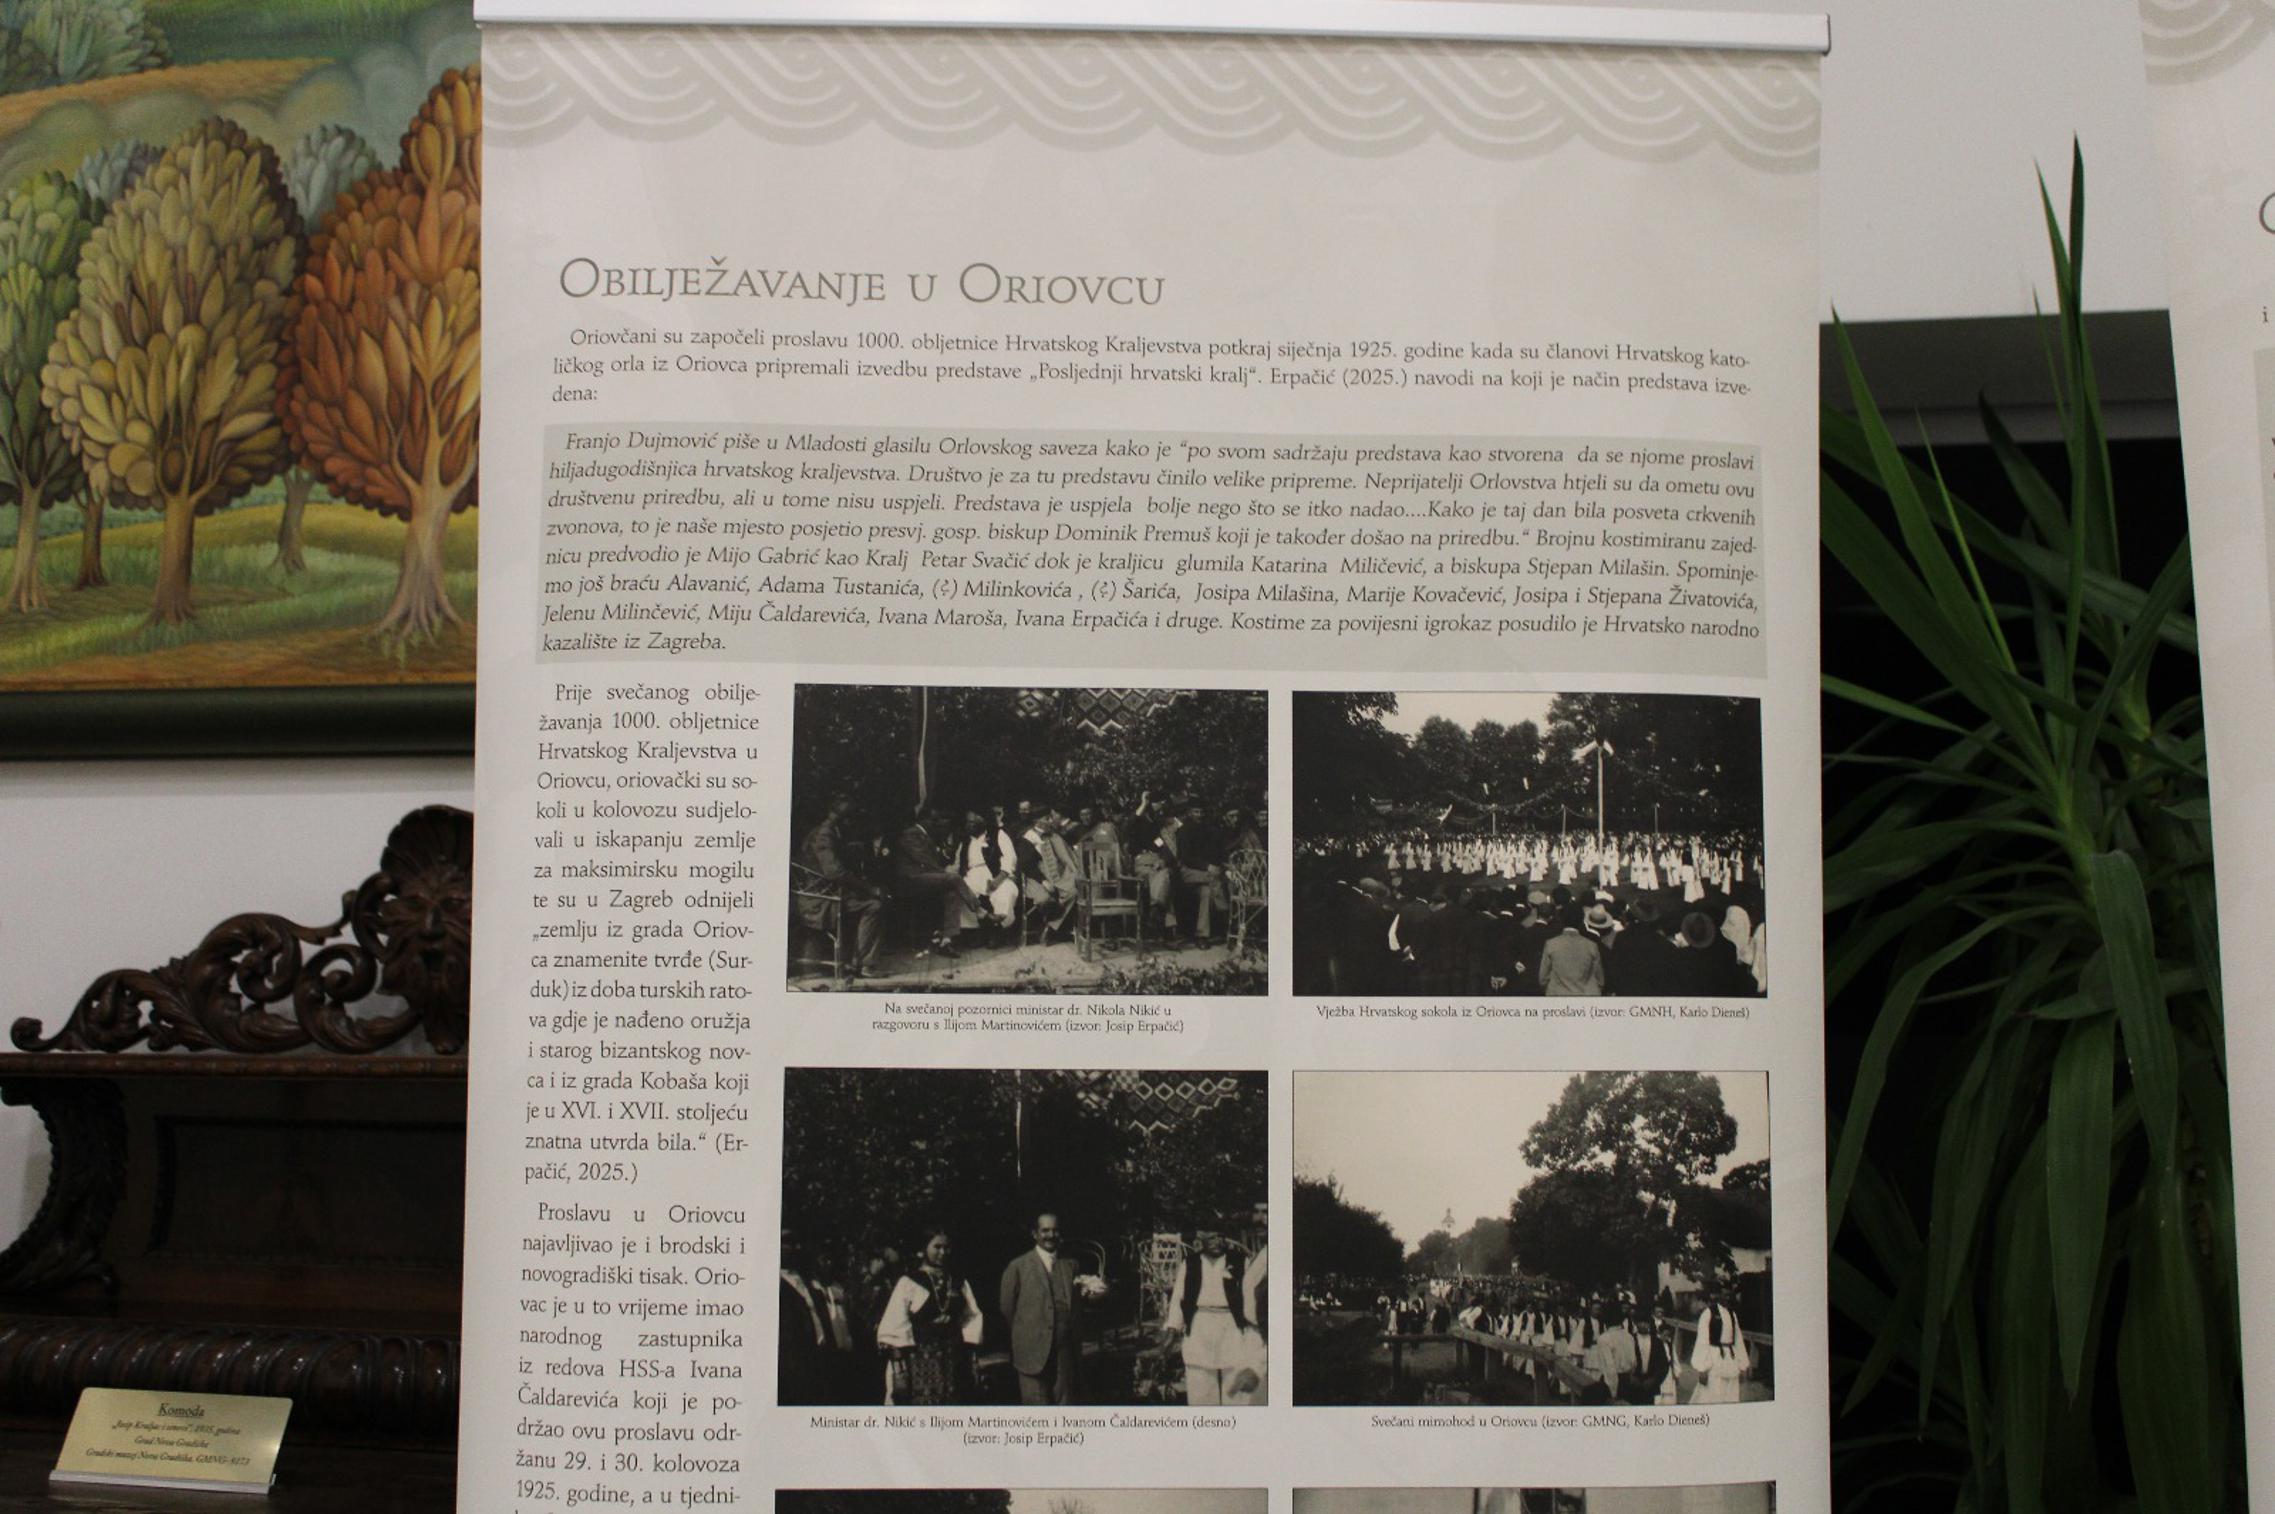 OBILJEŽAVANJE U ORIOVCU
Oriovčani su započeli proslavu 1000. obljetnice Hrvatskog Kraljevstva potkraj siječnja 1925. godine kada su članovi Hrvatskog kato-
ličkog orla iz Oriovca pripremali izvedbu predstave „Posljednji hrvatski kralj“. Erpačić (2025.) navodi na koji je način predstava izve-
dena:
Franjo Dujmović piše u Mladosti glasilu Orlovskog saveza kako je “po svom sadržaju predstava kao stvorena da se njome proslavi
hiljadugodišnjica hrvatskog kraljevstva. Društvo je za tu predstavu činilo velike pripreme. Neprijatelji Orlovstva htjeli su da ometu ovu
društvenu priredbu, ali u tome nisu uspjeli. Predstava je uspjela bolje nego što se itko nadao....Kako je taj dan bila posveta crkvenih
zvonova, to je naše mjesto posjetio presvj. gosp. biskup Dominik Premuš koji je također došao na priredbu.“ Brojnu kostimiranu zajed-
nicu predvodio je Mijo Gabrić kao Kralj Petar Svačić dok je kraljicu glumila Katarina Miličević, a biskupa Stjepan Milašin. Spominje-
mo još braću Alavanić, Adama Tustanića, (?) Milinkovića , (?) Šarića, Josipa Milašina, Marije Kovačević, Josipa i Stjepana Živatovića,
Jelenu Milinčević, Miju Čaldarevića, Ivana Maroša, Ivana Erpačića i druge. Kostime za povijesni igrokaz posudilo je Hrvatsko narodno
kazalište iz Zagreba.
Prije svečanog obilje-
žavanja 1000. obljetnice
Hrvatskog Kraljevstva u
Oriovcu, oriovački su so-
koli u kolovozu sudjelo-
vali u iskapanju zemlje
za maksimirsku mogilu
te su u Zagreb odnijeli
„zemlju iz grada Oriov-
ca znamenite tvrđe (Sur-
duk) iz doba turskih rato-
va gdje je nađeno oružja
i starog bizantskog nov-
ca i iz grada Kobaša koji
je u XVI. i XVII. stoljeću
znatna utvrda bila.“ (Er-
pačić, 2025.)
Proslavu u Oriovcu
najavljivao je i brodski i
novogradiški tisak. Orio-
vac je u to vrijeme imao
narodnog zastupnika
iz redova HSS-a Ivana
Čaldarevića koji je po-
držao ovu proslavu odr-
žanu 29. i 30. kolovoza
1925. godine, a u tjedni-
Na svečanoj pozornici ministar dr. Nikola Nikić u
razgovoru s Ilijom Martinovićem (izvor: Josip Erpačić)
Vježba Hrvatskog sokola iz Oriovca na proslavi (izvor: GMNH, Karlo Dieneš)
Ministar dr. Nikić s Ilijom Martinovićem i Ivanom Čaldarevićem (desno)
(izvor: Josip Erpačić)
Svečani mimohod u Oriovcu (izvor: GMNG, Karlo Dieneš)
Komoda
„Josip Kraljac i sinovi“, 1935. godina
Grad Nova Gradiška
Gradski muzej Nova Gradiška, GMNG-
i